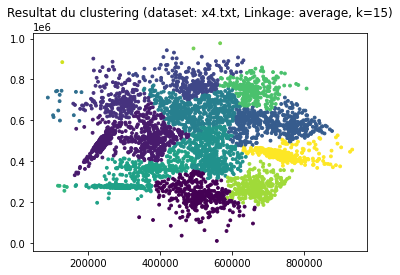 Resultat du clustering (dataset: x4.txt, Linkage: average, k=15)
1e6
1.0
0.8
0.6
0.4
0.2
0.0
200000 400000 600000 800000